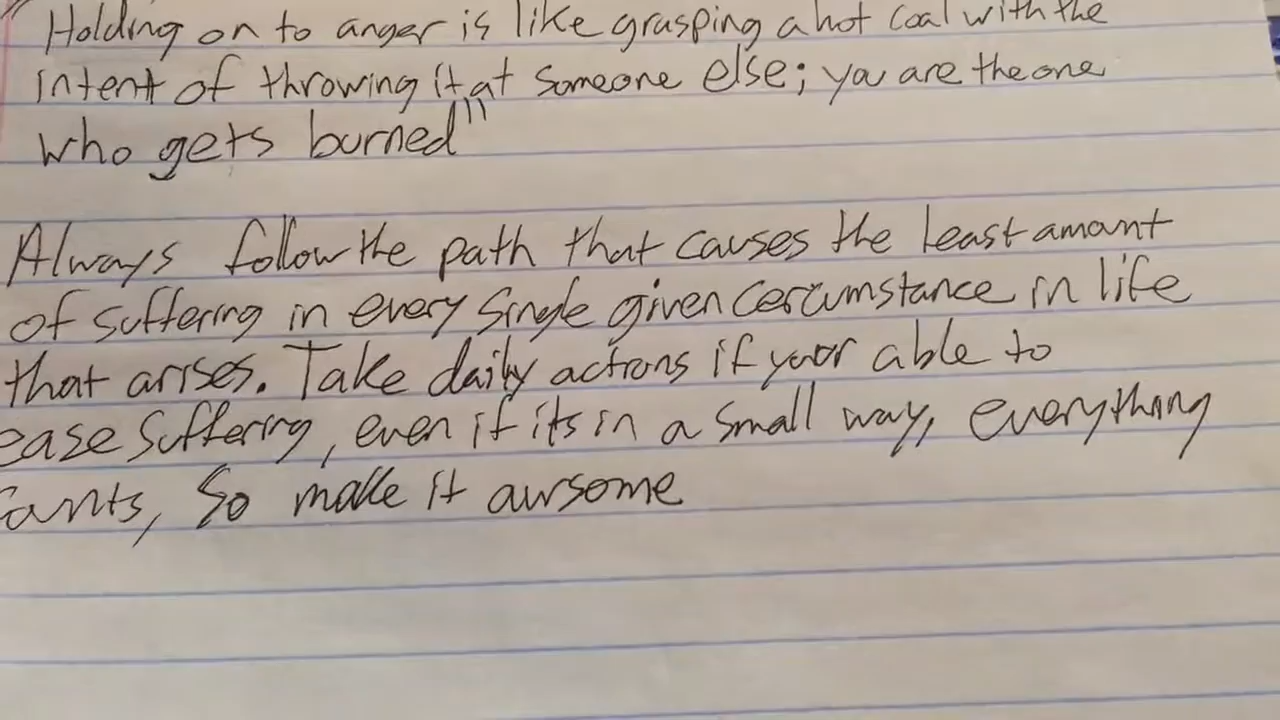 Holding on to anger is like grasping a hot coal with the
intent of throwing it at someone else; you are the one
who gets burned"
Always follow the path that causes the least amant
of suffering in every single given cercumstance in life
that arises. Take daily actions if your able to
ease suffering, even if its in a small way, everything
So make it awsome